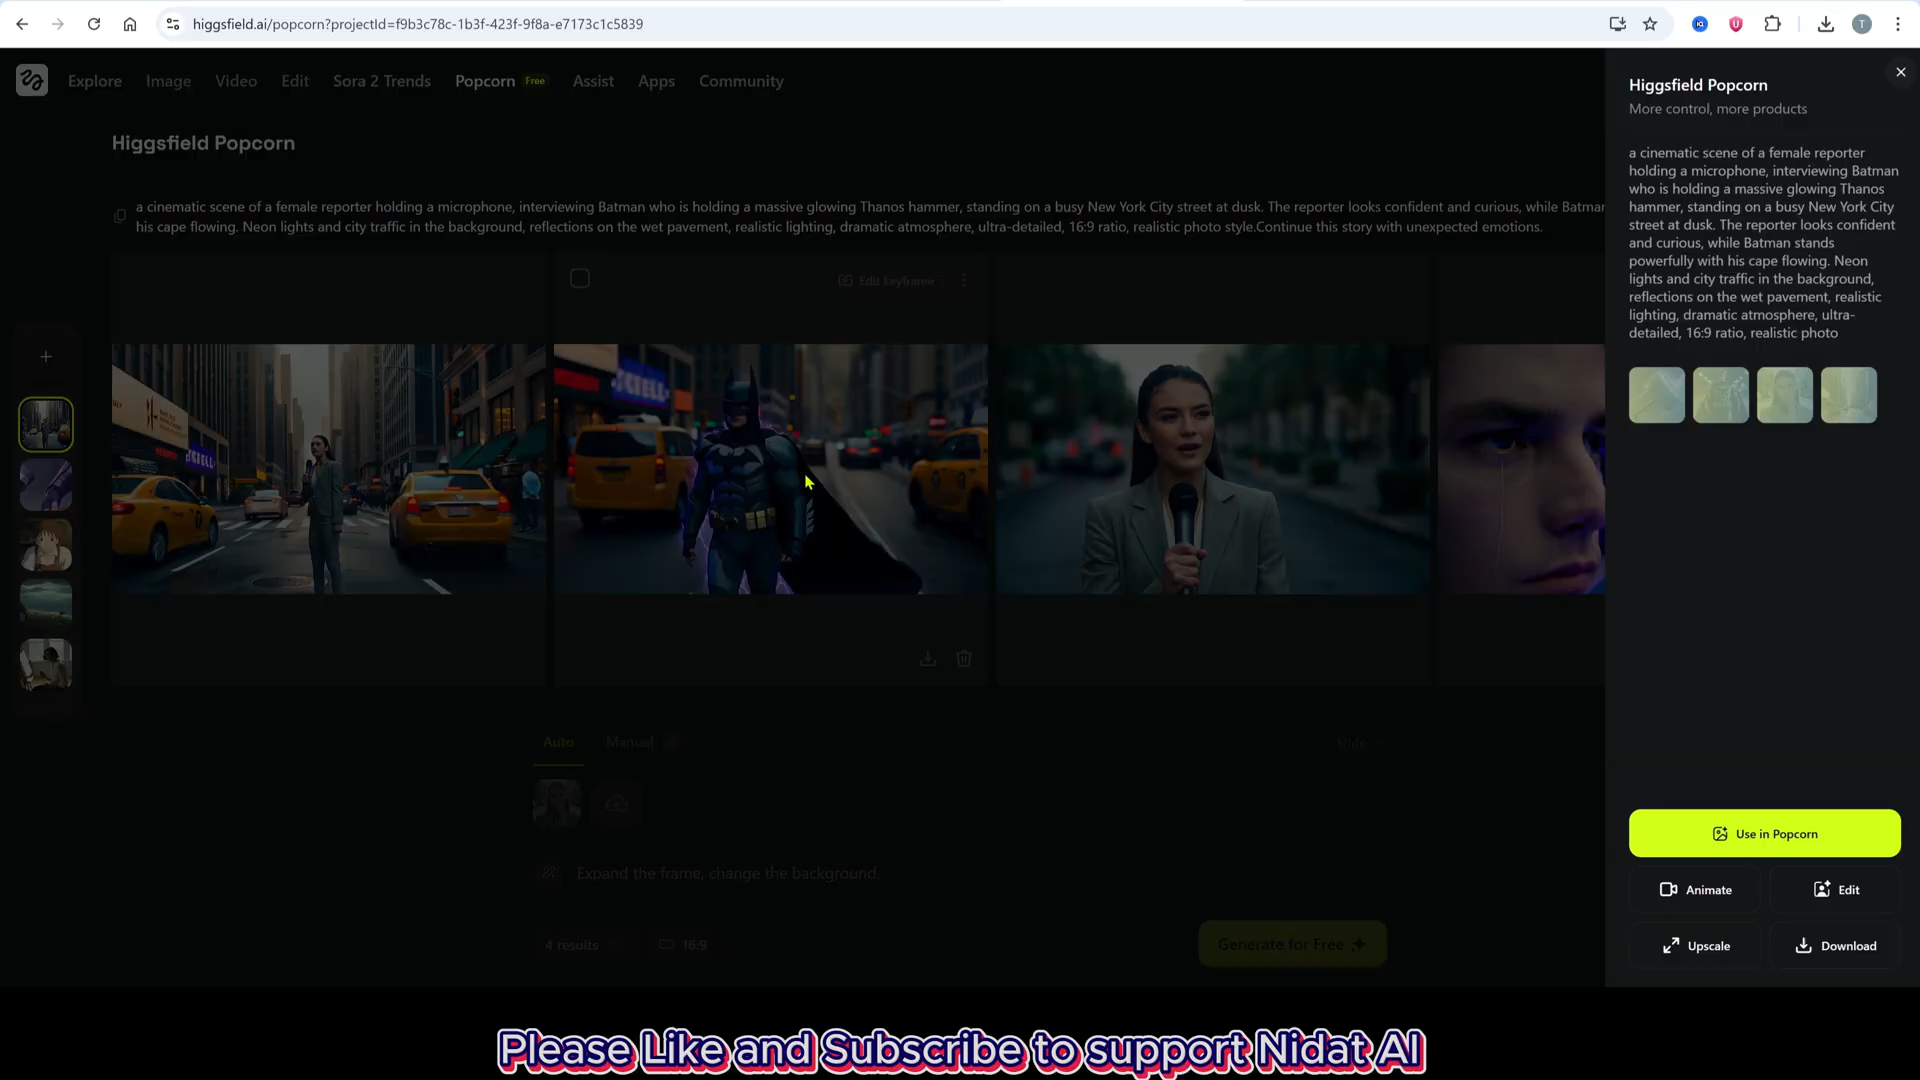 higgsfield.ai/popcorn?projectId=f9b3c78c-1b3f-423f-9f8a-e7173c1c5839
T
Explore
Image
Video
Edit
Sora 2 Trends
Popcorn Free
Assist
Apps
Community
Higgsfield Popcorn
a cinematic scene of a female reporter holding a microphone, interviewing Batman who is holding a massive glowing Thanos hammer, standing on a busy New York City street at dusk. The reporter looks confident and curious, while Batman
his cape flowing. Neon lights and city traffic in the background, reflections on the wet pavement, realistic lighting, dramatic atmosphere, ultra-detailed, 16:9 ratio, realistic photo style.Continue this story with unexpected emotions.
Edit keyframe
Auto
Manual
Hide
Expand the frame, change the background.
4 results
16:9
Generate for Free
Higgsfield Popcorn
More control, more products
a cinematic scene of a female reporter
holding a microphone, interviewing Batman
who is holding a massive glowing Thanos
hammer, standing on a busy New York City
street at dusk. The reporter looks confident
and curious, while Batman stands
powerfully with his cape flowing. Neon
lights and city traffic in the background,
reflections on the wet pavement, realistic
lighting, dramatic atmosphere, ultra-
detailed, 16:9 ratio, realistic photo
Use in Popcorn
Animate
Edit
Upscale
Download
Please Like and Subscribe to support Nidat AI